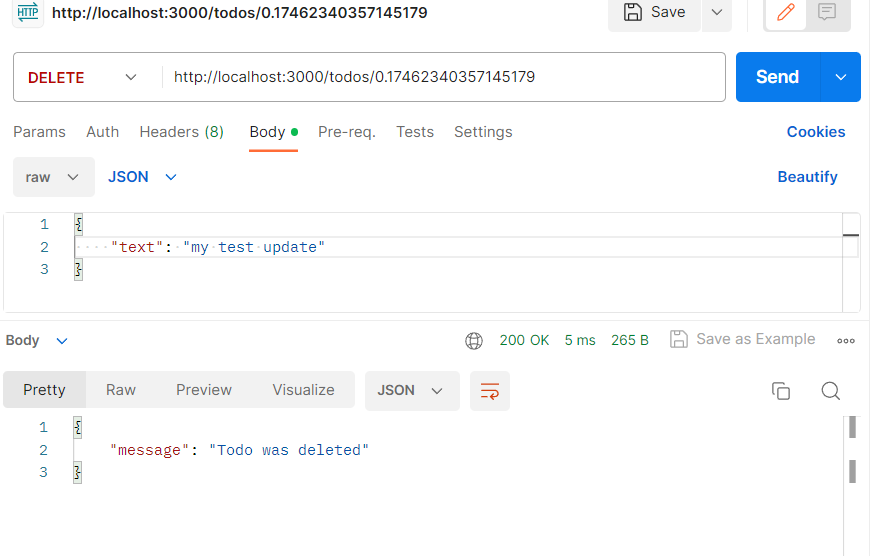 HTTP http://localhost:3000/todos/0.17462340357145179 Save
DELETE http://localhost:3000/todos/0.17462340357145179 Send
Params Auth Headers (8) Body Pre-req. Tests Settings Cookies
raw JSON Beautify
1 {
2 "text": "my test update"
3 }
Body 200 OK 5 ms 265 B Save as Example
Pretty Raw Preview Visualize JSON
1 {
2 "message": "Todo was deleted"
3 }